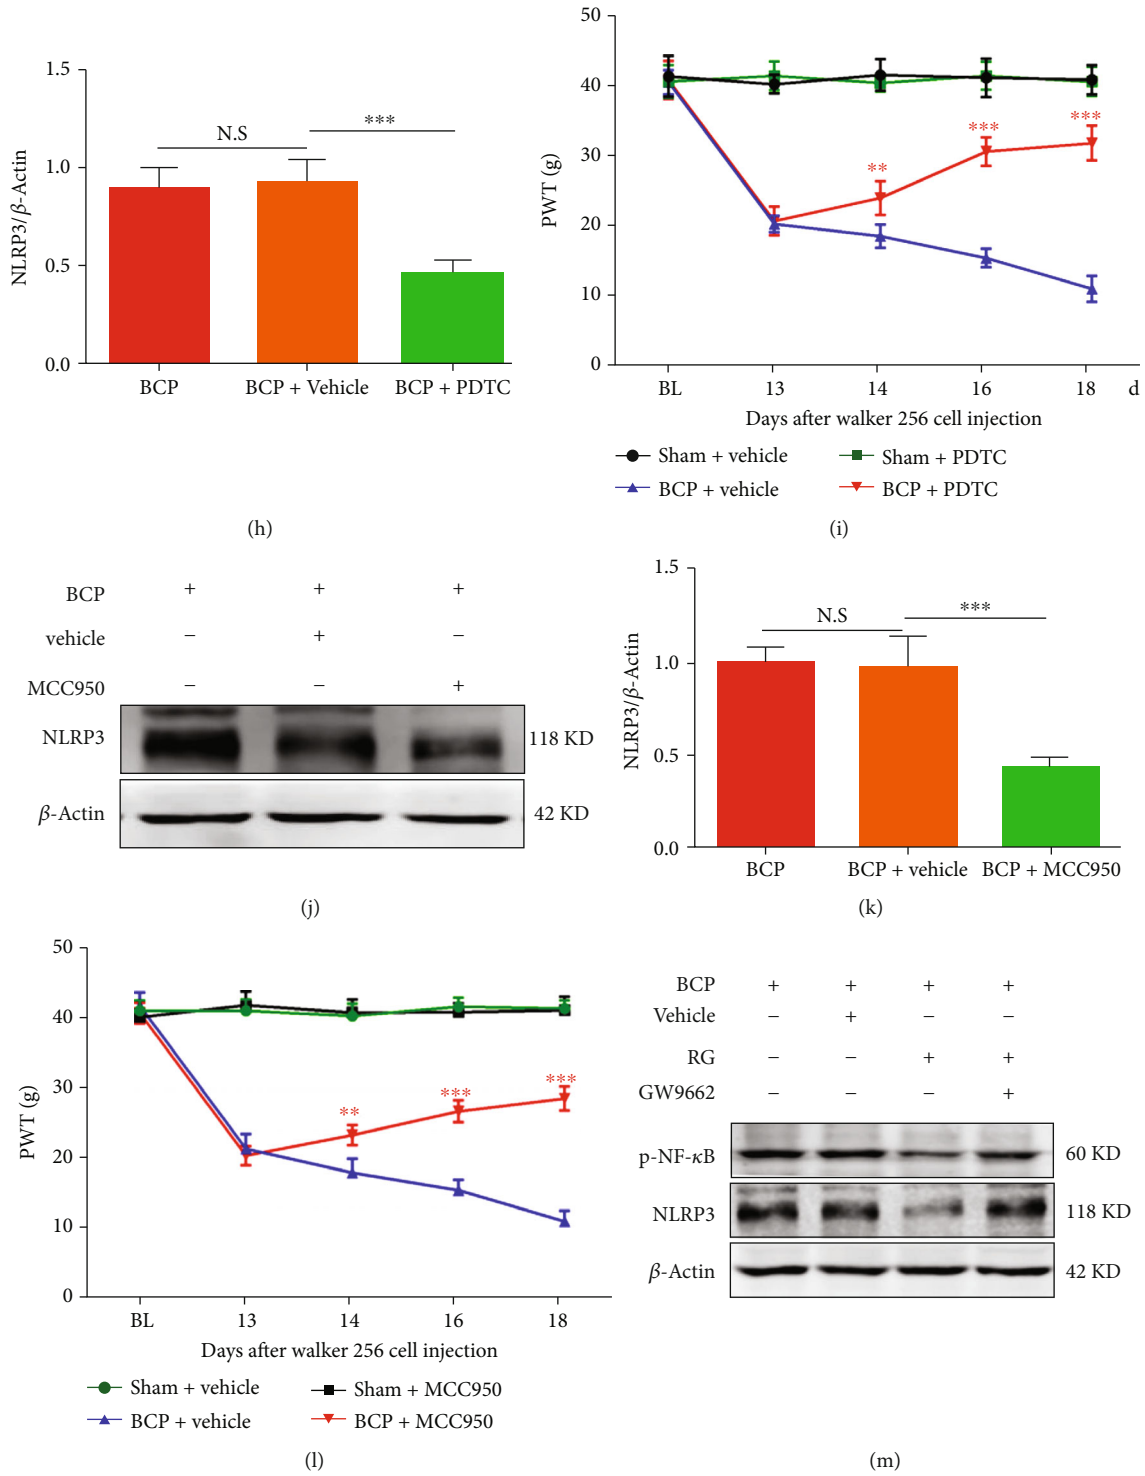 1.5
1.0
0.5
0.0
NLRP3/β-Actin
N.S
***
BCP
BCP + Vehicle
BCP + PDTC
(h)
50
40
30
20
10
0
PWT (g)
**
***
***
BL
13
14
16
18
d
Days after walker 256 cell injection
Sham + vehicle
Sham + PDTC
BCP + vehicle
BCP + PDTC
(i)
BCP + + +
vehicle – + –
MCC950 – – +
NLRP3 118 KD
β-Actin 42 KD
(j)
1.5
1.0
0.5
0.0
NLRP3/β-Actin
N.S
***
BCP
BCP + vehicle
BCP + MCC950
(k)
50
40
30
20
10
0
PWT (g)
**
***
***
BL
13
14
16
18
Days after walker 256 cell injection
Sham + vehicle
Sham + MCC950
BCP + vehicle
BCP + MCC950
(l)
BCP + + + +
Vehicle – + – –
RG – – + +
GW9662 – – – +
p-NF-κB 60 KD
NLRP3 118 KD
β-Actin 42 KD
(m)